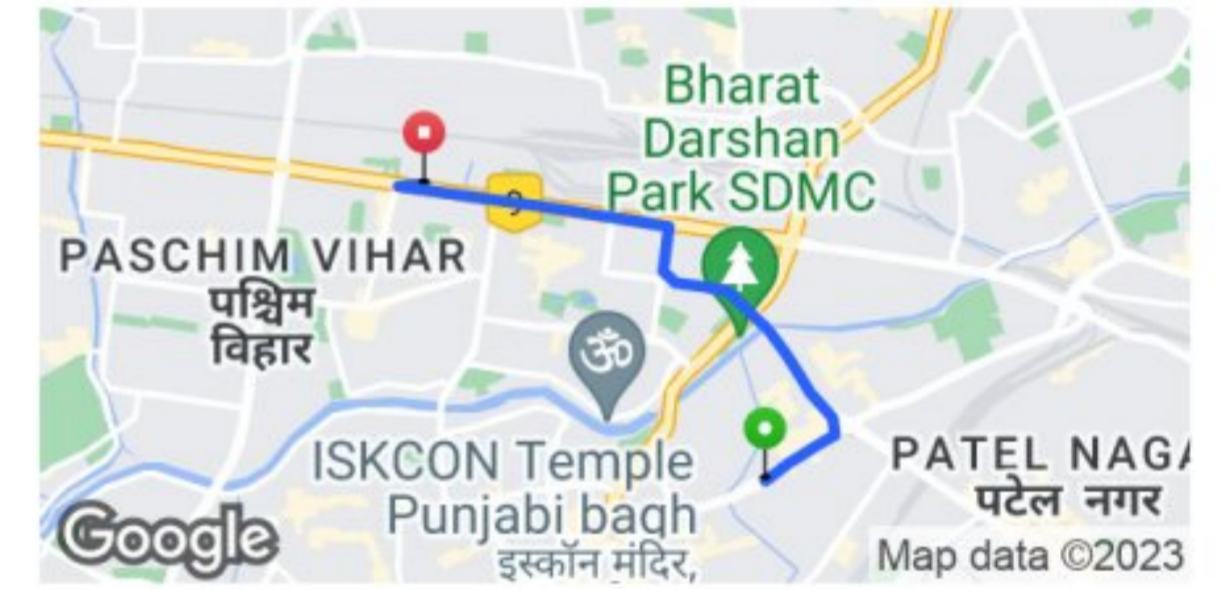 Bharat
Darshan
Park SDMC
9
PASCHIM VIHAR
पश्चिम
विहार
ॐ
ISKCON Temple
Punjabi bagh
इस्कॉन मंदिर,
PATEL NAGA
पटेल नगर
Google
Map data ©2023